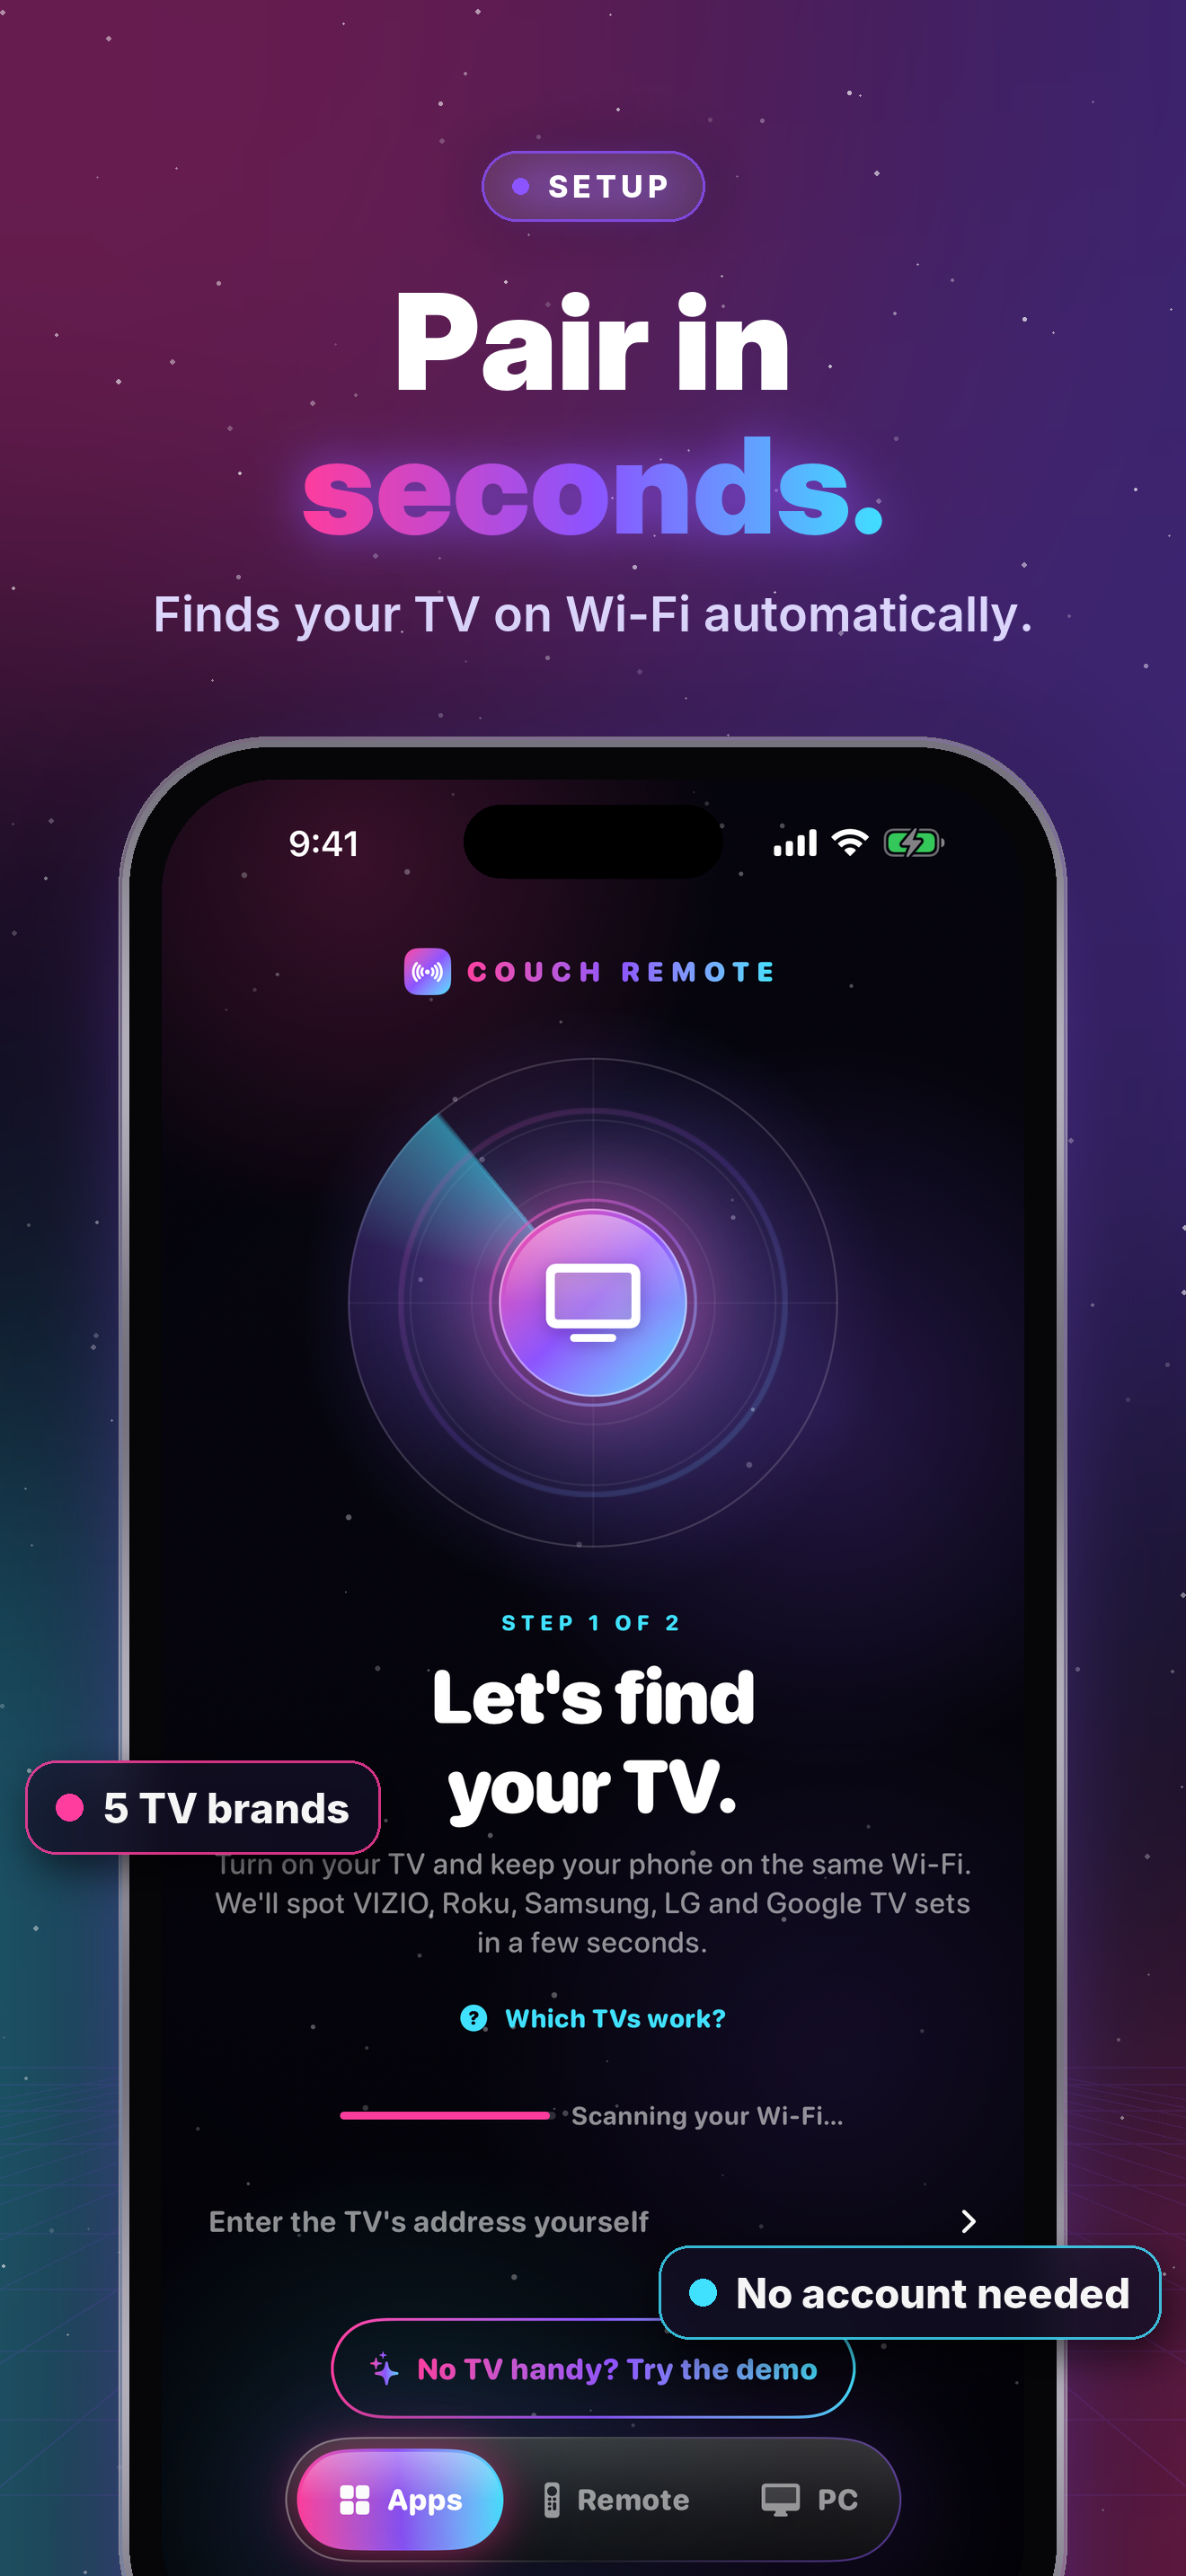 SETUP
Pair in
seconds.
Finds your TV on Wi-Fi automatically.
9:41
COUCH REMOTE
STEP 1 OF 2
Let's find
your TV.
5 TV brands
Turn on your TV and keep your phone on the same Wi-Fi.
We'll spot VIZIO, Roku, Samsung, LG and Google TV sets
in a few seconds.
? Which TVs work?
Scanning your Wi-Fi...
Enter the TV's address yourself
No account needed
No TV handy? Try the demo
Apps Remote PC